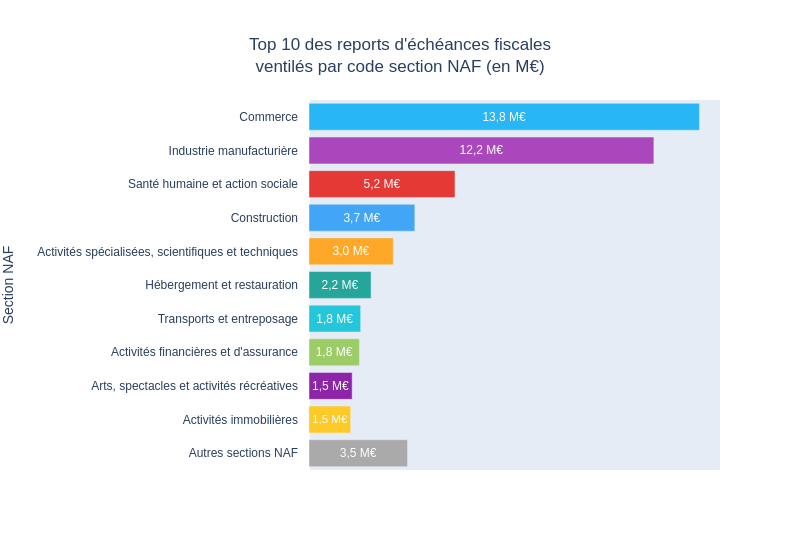 Top 10 des reports d'échéances fiscales
ventilés par code section NAF (en M€)
Section NAF
Commerce 13,8 M€
Industrie manufacturière 12,2 M€
Santé humaine et action sociale 5,2 M€
Construction 3,7 M€
Activités spécialisées, scientifiques et techniques 3,0 M€
Hébergement et restauration 2,2 M€
Transports et entreposage 1,8 M€
Activités financières et d'assurance 1,8 M€
Arts, spectacles et activités récréatives 1,5 M€
Activités immobilières 1,5 M€
Autres sections NAF 3,5 M€